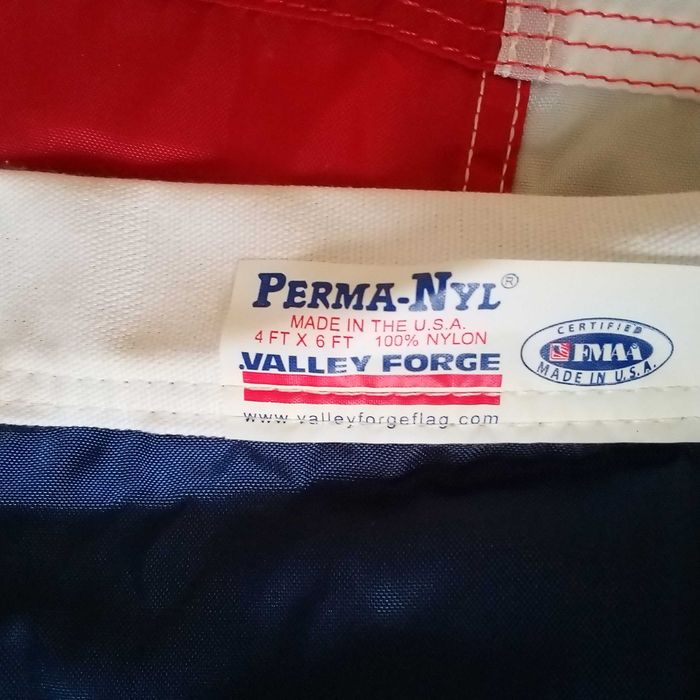 PERMA-NYL®
MADE IN THE U.S.A.
4 FT X 6 FT 100% NYLON
VALLEY FORGE
www.valleyforgeflag.com
CERTIFIED
FMAA
MADE IN U.S.A.